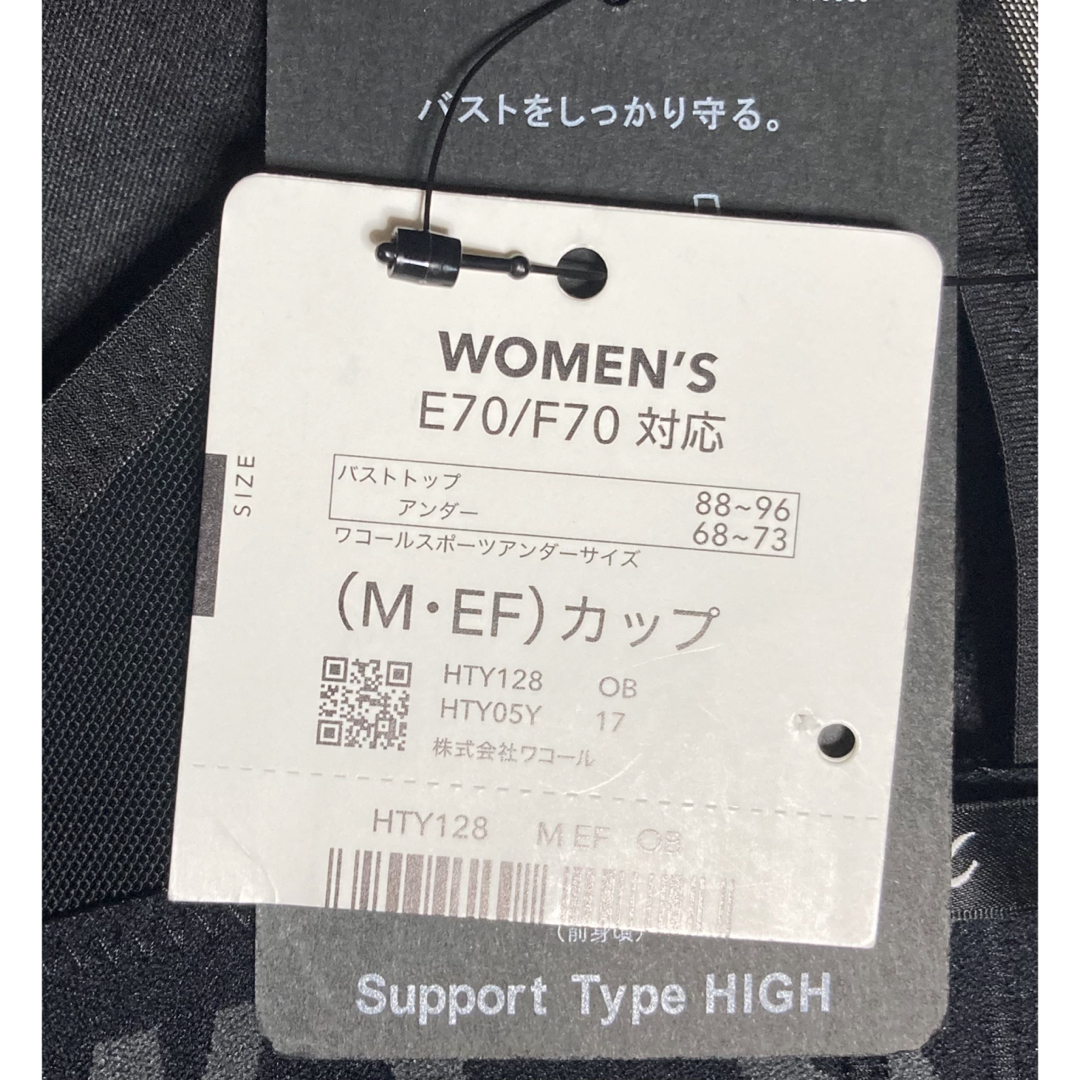 バストをしっかり守る。
WOMEN'S
E70/F70 対応
SIZE
バストトップ 88~96
アンダー 68~73
ワコールスポーツアンダーサイズ
(M・EF)カップ
HTY128 OB
HTY05Y 17
株式会社ワコール
HTY128 M EF OB
(前身頃)
Support Type HIGH